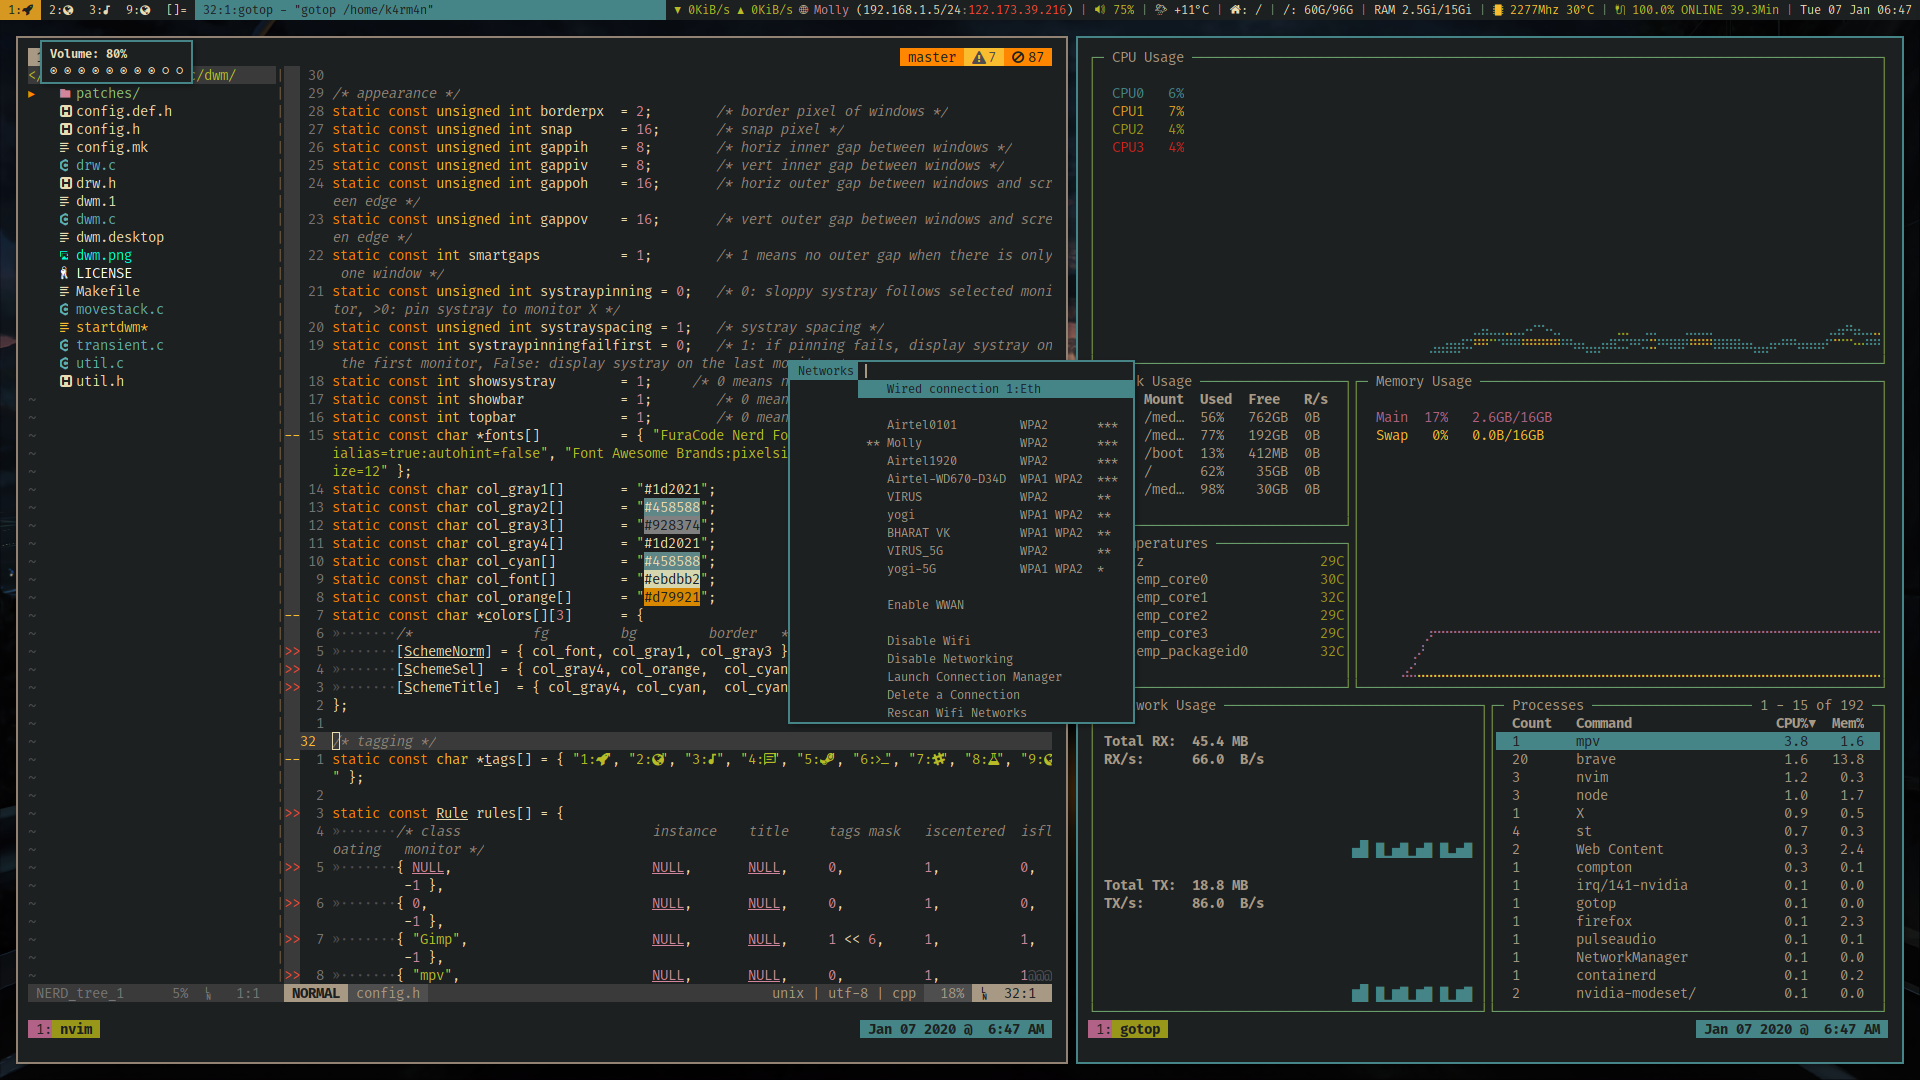 1: 2: 3: 9: []= 32:1:gotop - "gotop /home/k4rm4n" ▼ 0KiB/s ▲ 0KiB/s Molly (192.168.1.5/24:122.173.39.216) | 75% | +11°C | : / | /: 60G/96G | RAM 2.5Gi/15Gi | 2277Mhz 30°C | 100.0% ONLINE 39.3Min | Tue 07 Jan 06:47
Volume: 80%
master 7 87
</ :/dwm/
patches/
config.def.h
config.h
config.mk
drw.c
drw.h
dwm.1
dwm.c
dwm.desktop
dwm.png
LICENSE
Makefile
movestack.c
startdwm*
transient.c
util.c
util.h
30
29 /* appearance */
28 static const unsigned int borderpx = 2; /* border pixel of windows */
27 static const unsigned int snap = 16; /* snap pixel */
26 static const unsigned int gappih = 8; /* horiz inner gap between windows */
25 static const unsigned int gappiv = 8; /* vert inner gap between windows */
24 static const unsigned int gappoh = 16; /* horiz outer gap between windows and scr
een edge */
23 static const unsigned int gappov = 16; /* vert outer gap between windows and scre
en edge */
22 static const int smartgaps = 1; /* 1 means no outer gap when there is only
one window */
21 static const unsigned int systraypinning = 0; /* 0: sloppy systray follows selected moni
tor, >0: pin systray to monitor X */
20 static const unsigned int systrayspacing = 1; /* systray spacing */
19 static const int systraypinningfailfirst = 0; /* 1: if pinning fails, display systray on
the first monitor, False: display systray on the last
18 static const int showsystray = 1; /* 0 means n
17 static const int showbar = 1; /* 0 mean
16 static const int topbar = 1; /* 0 mean
15 static const char *fonts[] = { "FuraCode Nerd Fo
ialias=true:autohint=false", "Font Awesome Brands:pixelsi
ize=12" };
14 static const char col_gray1[] = "#1d2021";
13 static const char col_gray2[] = "#458588";
12 static const char col_gray3[] = "#928374";
11 static const char col_gray4[] = "#1d2021";
10 static const char col_cyan[] = "#458588";
9 static const char col_font[] = "#ebdbb2";
8 static const char col_orange[] = "#d79921";
7 static const char *colors[][3] = {
6 »·······/* fg bg border *
>> 5 »·······[SchemeNorm] = { col_font, col_gray1, col_gray3 }
>> 4 »·······[SchemeSel] = { col_gray4, col_orange, col_cyan
>> 3 »·······[SchemeTitle] = { col_gray4, col_cyan, col_cyan
2 };
1
32 /* tagging */
1 static const char *tags[] = { "1:", "2:", "3:", "4:", "5:", "6:", "7:", "8:", "9:
" };
2
>> 3 static const Rule rules[] = {
4 »·······/* class instance title tags mask iscentered isfl
oating monitor */
>> 5 »·······{ NULL, NULL, NULL, 0, 1, 0,
-1 },
>> 6 »·······{ 0, NULL, NULL, 0, 1, 0,
-1 },
>> 7 »·······{ "Gimp", NULL, NULL, 1 << 6, 1, 1,
-1 },
>> 8 »·······{ "mpv", NULL, NULL, 0, 1, 1@@@
NERD_tree_1 5% 1:1 NORMAL config.h unix | utf-8 | cpp 18% 32:1
1: nvim Jan 07 2020 @ 6:47 AM
Networks
Wired connection 1:Eth
Airtel0101 WPA2 ***
** Molly WPA2 ***
Airtel1920 WPA2 ***
Airtel-WD670-D34D WPA1 WPA2 ***
VIRUS WPA2 **
yogi WPA1 WPA2 **
BHARAT VK WPA1 WPA2 **
VIRUS_5G WPA2 **
yogi-5G WPA1 WPA2 *
Enable WWAN
Disable Wifi
Disable Networking
Launch Connection Manager
Delete a Connection
Rescan Wifi Networks
CPU Usage
CPU0 6%
CPU1 7%
CPU2 4%
CPU3 4%
k Usage
Mount Used Free R/s
/med… 56% 762GB 0B
/med… 77% 192GB 0B
/boot 13% 412MB 0B
/ 62% 35GB 0B
/med… 98% 30GB 0B
Memory Usage
Main 17% 2.6GB/16GB
Swap 0% 0.0B/16GB
peratures
z 29C
emp_core0 30C
emp_core1 32C
emp_core2 29C
emp_core3 29C
emp_packageid0 32C
work Usage
Total RX: 45.4 MB
RX/s: 66.0 B/s
Total TX: 18.8 MB
TX/s: 86.0 B/s
Processes 1 - 15 of 192
Count Command CPU%▼ Mem%
1 mpv 3.8 1.6
20 brave 1.6 13.8
3 nvim 1.2 0.3
3 node 1.0 1.7
1 X 0.9 0.5
4 st 0.7 0.3
2 Web Content 0.3 2.4
1 compton 0.3 0.1
1 irq/141-nvidia 0.1 0.0
1 gotop 0.1 0.0
1 firefox 0.1 2.3
1 pulseaudio 0.1 0.1
1 NetworkManager 0.1 0.0
1 containerd 0.1 0.2
2 nvidia-modeset/ 0.1 0.0
1: gotop Jan 07 2020 @ 6:47 AM